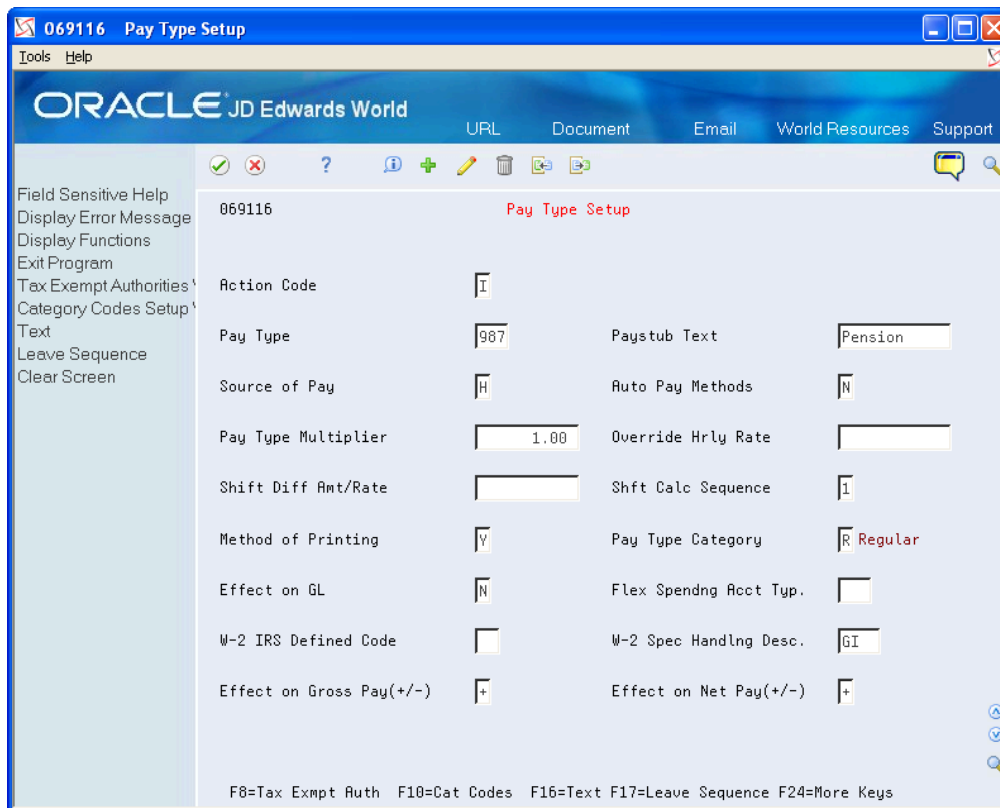 069116 Pay Type Setup
Tools Help
ORACLE JD Edwards World
URL Document Email World Resources Support
Field Sensitive Help
Display Error Message
Display Functions
Exit Program
Tax Exempt Authorities
Category Codes Setup
Text
Leave Sequence
Clear Screen
069116 Pay Type Setup
Action Code I
Pay Type 987 Paystub Text Pension
Source of Pay H Auto Pay Methods N
Pay Type Multiplier 1.00 Override Hrly Rate
Shift Diff Amt/Rate Shft Calc Sequence 1
Method of Printing Y Pay Type Category R Regular
Effect on GL N Flex Spendng Acct Typ.
W-2 IRS Defined Code W-2 Spec Handlng Desc. GI
Effect on Gross Pay(+/-) + Effect on Net Pay(+/-) +
F8=Tax Exmpt Auth F10=Cat Codes F16=Text F17=Leave Sequence F24=More Keys